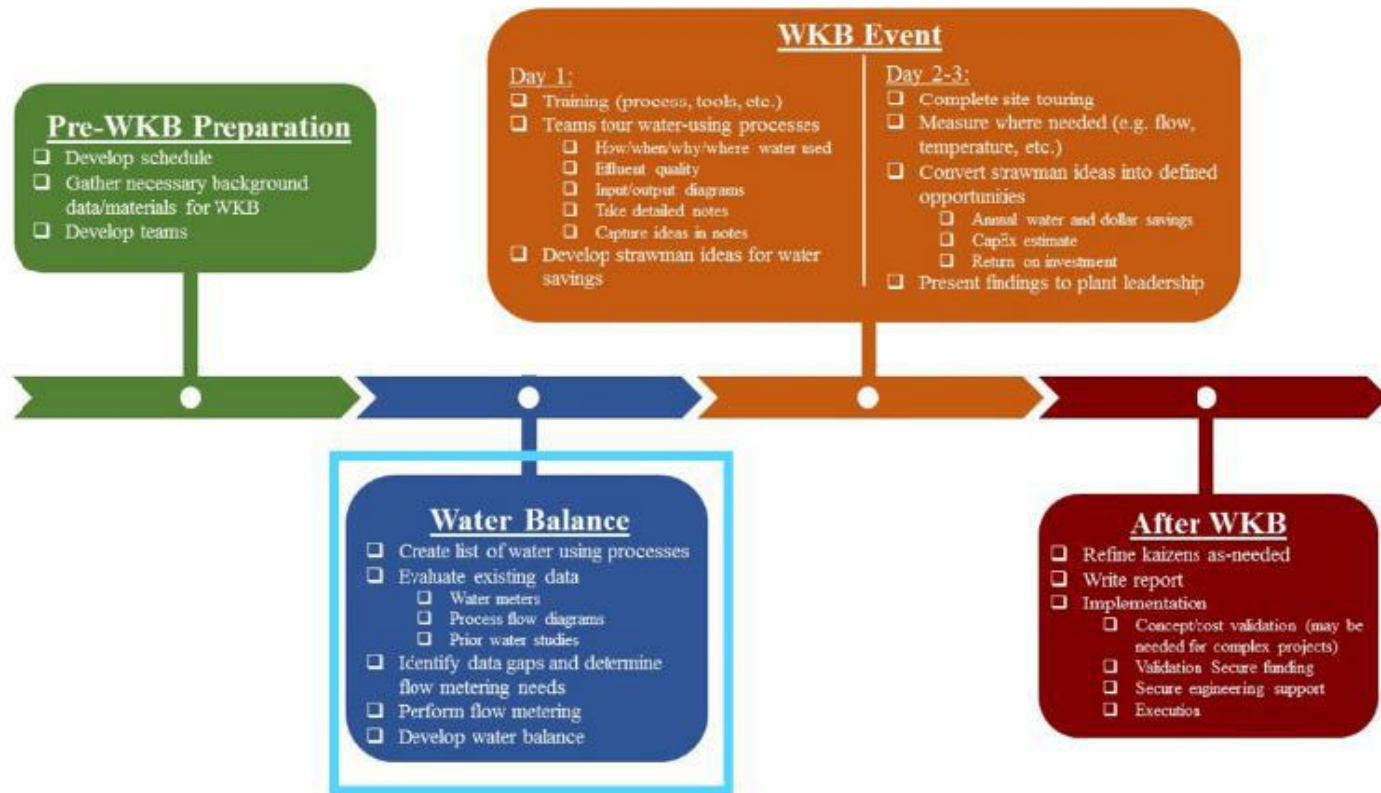 Pre-WKB Preparation
❑ Develop schedule
❑ Gather necessary background
data/materials for WKB
❑ Develop teams
Water Balance
❑ Create list of water using processes
❑ Evaluate existing data
❑ Water meters
❑ Process flow diagrams
❑ Prior water studies
❑ Identify data gaps and determine
flow metering needs
❑ Perform flow metering
❑ Develop water balance
WKB Event
Day 1:
❑ Training (process, tools, etc.)
❑ Teams tour water-using processes
❑ How/when/why/where water used
❑ Effluent quality
❑ Input/output diagrams
❑ Take detailed notes
❑ Capture ideas in notes
❑ Develop strawman ideas for water
savings
Day 2-3:
❑ Complete site touring
❑ Measure where needed (e.g. flow,
temperature, etc.)
❑ Convert strawman ideas into defined
opportunities
❑ Annual water and dollar savings
❑ CapEx estimate
❑ Return on investment
❑ Present findings to plant leadership
After WKB
❑ Refine kaizens as-needed
❑ Write report
❑ Implementation
❑ Concept/cost validation (may be
needed for complex projects)
❑ Validation Secure funding
❑ Secure engineering support
❑ Execution